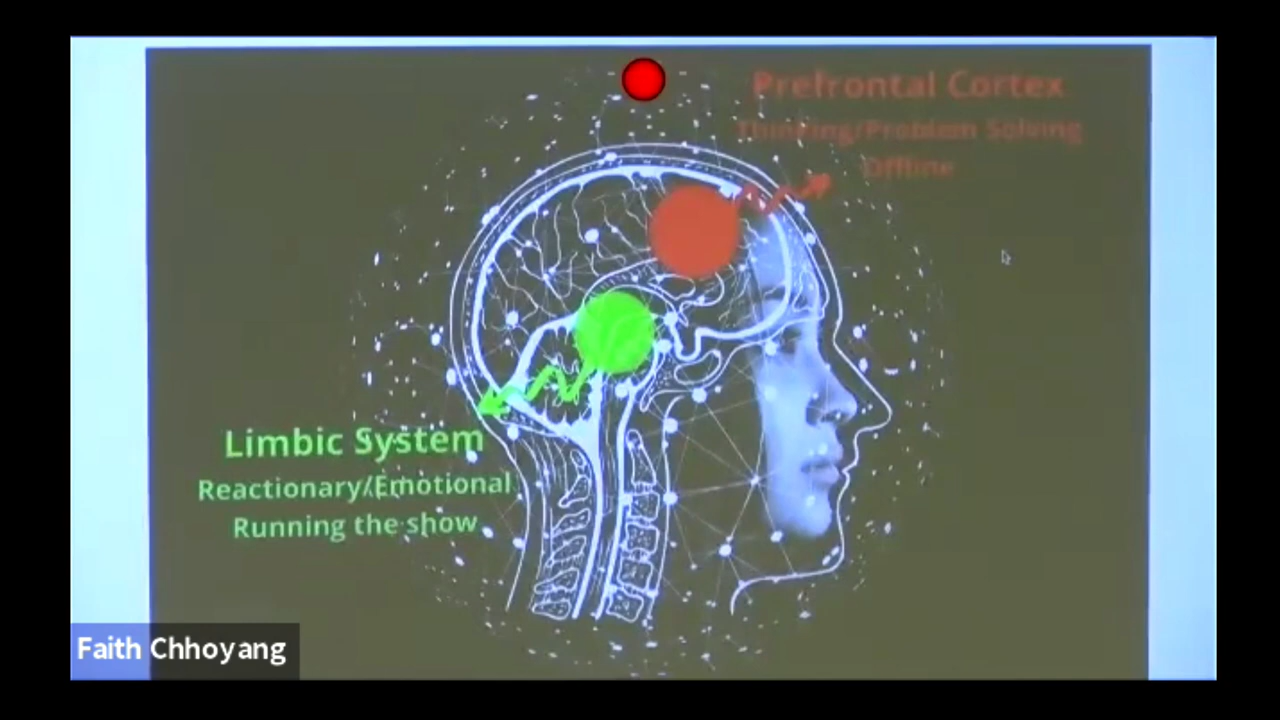 Prefrontal Cortex
Thinking/Problem Solving
Offline
Limbic System
Reactionary/Emotional
Running the show
Faith Chhoyang